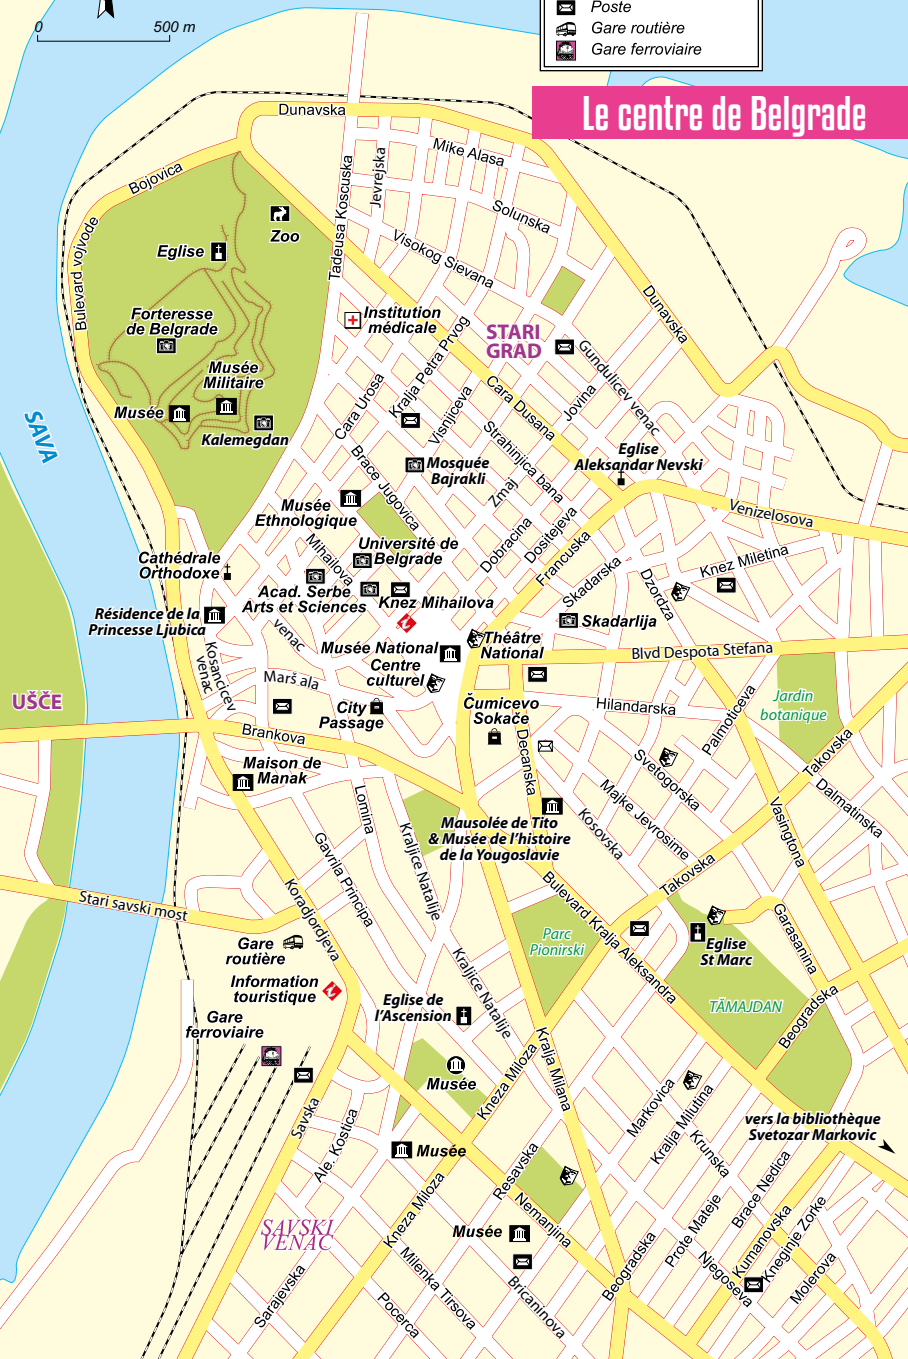 0 500 m
Poste
Gare routière
Gare ferroviaire
Le centre de Belgrade
Dunavska
Mike Alasa
Bojovica
Jevrejska
Tadeusa Koscuska
Solunska
Zoo
Visokog Sievana
Eglise
Bulevard vojvode
Institution
médicale
Forteresse
de Belgrade
STARI
GRAD
Dunavska
Kralja Petra Prvog
Gundulicev venac
Musée
Militaire
Cara Urosa
Cara Dusana
Jovina
Musée
Visnjiceva
Kalemegdan
SAVA
Strahinjica bana
Brace Jugovica
Eglise
Aleksandar Nevski
Mosquée
Bajrakli
Zmaj
Musée
Ethnologique
Venizelosova
Dobracina
Dositejeva
Francuska
Mihailova
Université de
Belgrade
Cathédrale
Orthodoxe
Knez Miletina
Skadarska
Dzordza
Acad. Serbe
Arts et Sciences
Knez Mihailova
Résidence de la
Princesse Ljubica
Skadarlija
venac
Musée National
Théâtre
National
Blvd Despota Stefana
Kosancicev
venac
Centre
culturel
Marš ala
UŠČE
City
Passage
Čumicevo
Sokače
Hilandarska
Palmoticeva
Jardin
botanique
Brankova
Decanska
Takovska
Maison de
Manak
Svetogorska
Lomina
Majke Jevrosime
Dalmatinska
Kosovska
Vasingtona
Mausolée de Tito
& Musée de l'histoire
de la Yougoslavie
Gavrila Principa
Kraljice Natalije
Takovska
Stari savski most
Koradjordjeva
Bulevard Kralja Aleksandra
Garasanina
Gare
routière
Parc
Pionirski
Eglise
St Marc
Kraljice Natalije
Information
touristique
Eglise de
l'Ascension
TÄMAJDAN
Beogradska
Gare
ferroviaire
Kralja Milana
Kneza Miloza
Musée
Markovica
Kralja Milutina
Savska
Ale. Kostica
vers la bibliothèque
Svetozar Markovic
Krunska
Musée
Resavska
Brace Nedica
Kneza Miloza
Nemanjina
Prote Mateje
Kumanovska
Kneginje Zorke
SAVSKI
VENAC
Musée
Beogradska
Njegoseva
Molerova
Milenka Tirsova
Sarajevska
Bricaninova
Pocerca